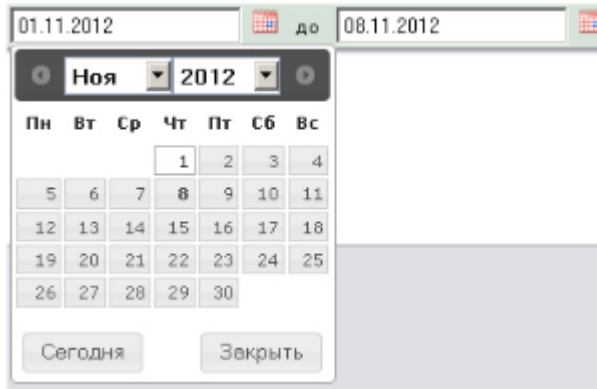 01.11.2012 до 08.11.2012
Ноя 2012
Пн Вт Ср Чт Пт Сб Вс
1 2 3 4
5 6 7 8 9 10 11
12 13 14 15 16 17 18
19 20 21 22 23 24 25
26 27 28 29 30
Сегодня Закрыть